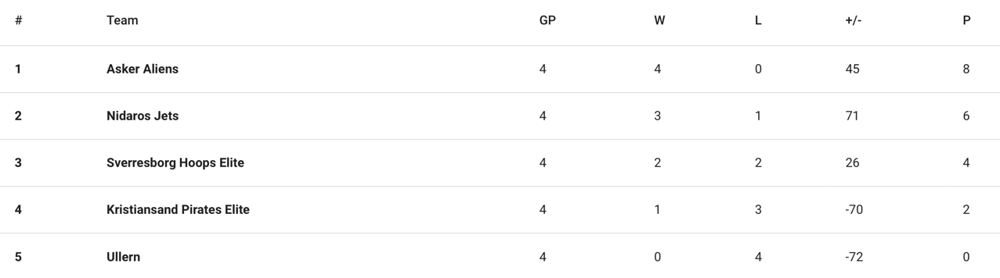 # Team GP W L +/- P
1 Asker Aliens 4 4 0 45 8
2 Nidaros Jets 4 3 1 71 6
3 Sverresborg Hoops Elite 4 2 2 26 4
4 Kristiansand Pirates Elite 4 1 3 -70 2
5 Ullern 4 0 4 -72 0